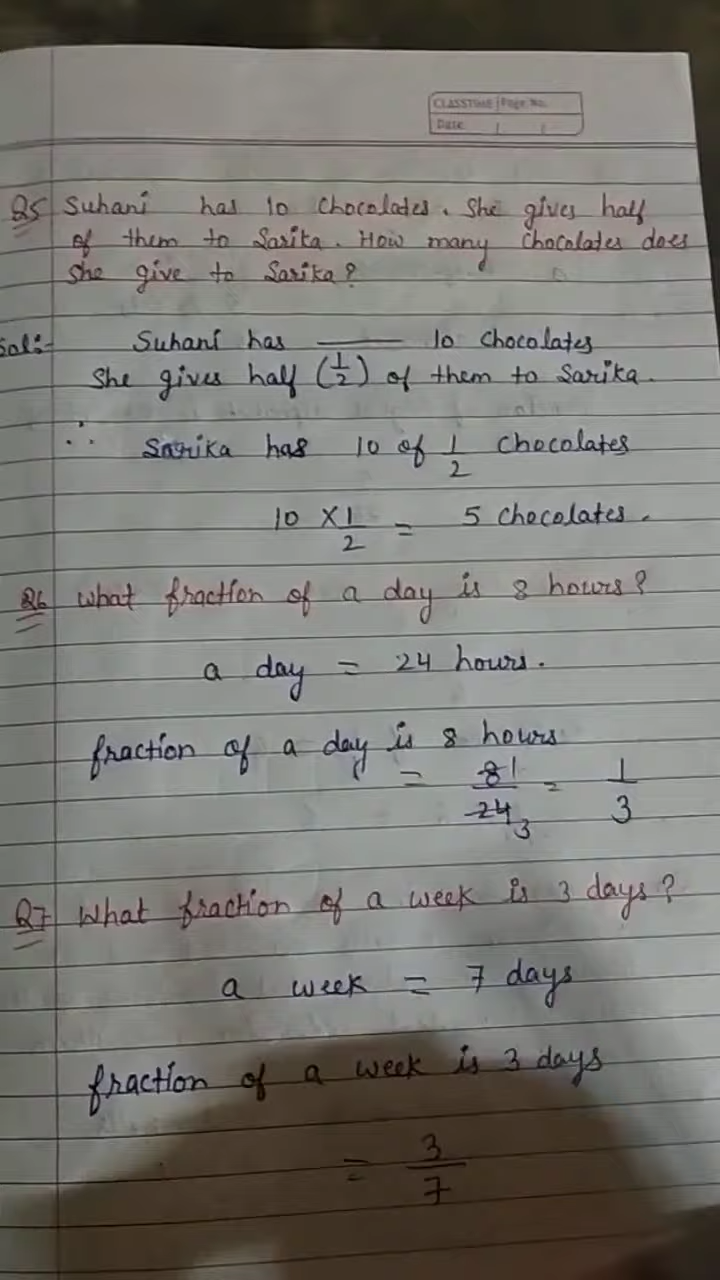 CLASSTIME Page No.
Date
Q5 Suhani has 10 chocolates. She gives half
of them to Sarika. How many chocolates does
she give to Sarika?
Sol:- Suhani has —— 10 chocolates
She gives half (1/2) of them to Sarika.
∴ Sarika has 10 of 1/2 chocolates
10 × 1/2 = 5 chocolates.
Q6 What fraction of a day is 8 hours?
a day = 24 hours.
fraction of a day is 8 hours
= 8 1/24 3 = 1/3
Q7 What fraction of a week is 3 days?
a week = 7 days
fraction of a week is 3 days
= 3/7